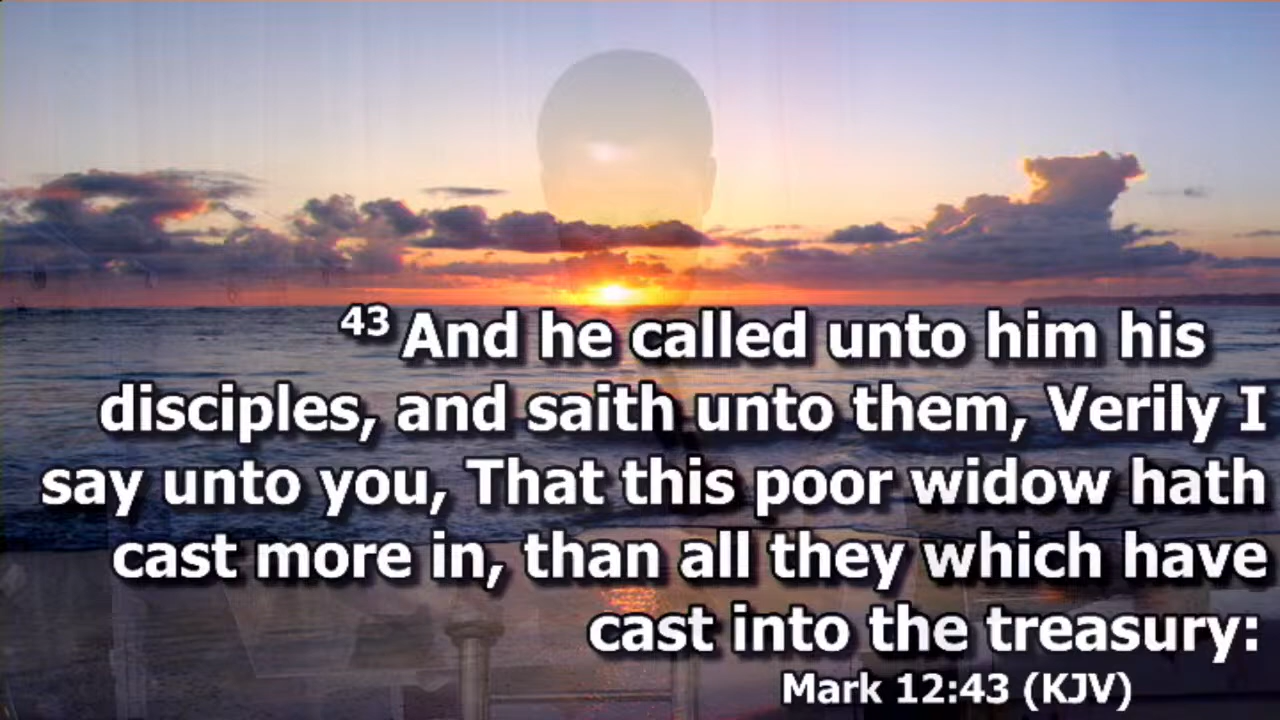 43 And he called unto him his
disciples, and saith unto them, Verily I
say unto you, That this poor widow hath
cast more in, than all they which have
cast into the treasury:
Mark 12:43 (KJV)